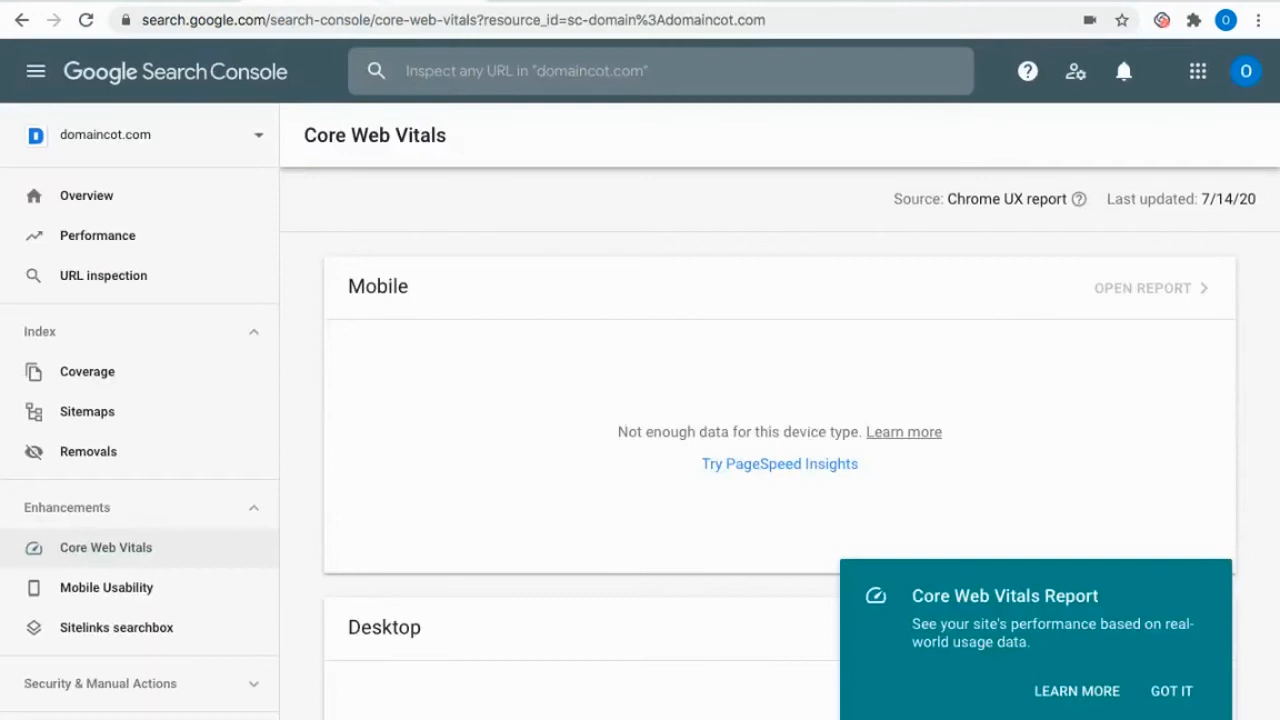 search.google.com/search-console/core-web-vitals?resource_id=sc-domain%3Adomaincot.com
O
Google Search Console
Inspect any URL in "domaincot.com"
O
D
domaincot.com
Core Web Vitals
Overview
Source: Chrome UX report
Last updated: 7/14/20
Performance
URL inspection
Mobile
OPEN REPORT
Index
Coverage
Sitemaps
Not enough data for this device type. Learn more
Removals
Try PageSpeed Insights
Enhancements
Core Web Vitals
Mobile Usability
Core Web Vitals Report
Sitelinks searchbox
Desktop
See your site's performance based on real-
world usage data.
Security & Manual Actions
LEARN MORE
GOT IT